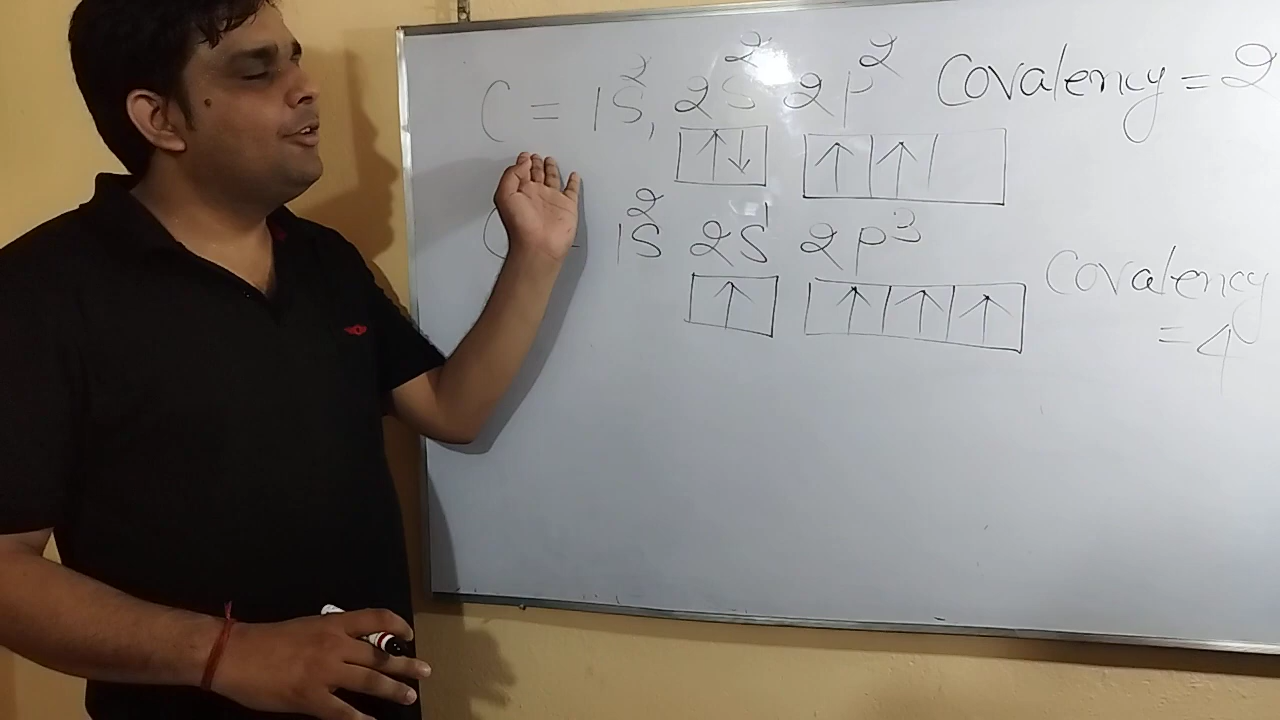 C = 1S², 2S² 2P² Covalency = 2
↑↓ ↑ ↑
1S² 2S¹ 2P³
↑ ↑ ↑ ↑ Covalency
= 4